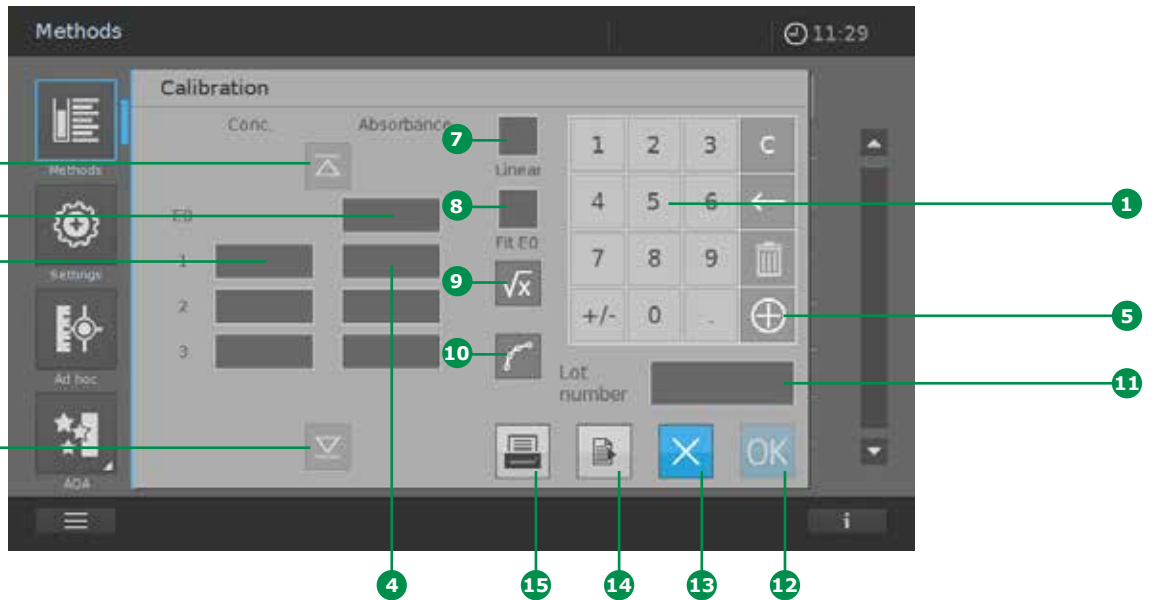 Methods
11:29
Calibration
Conc.
Absorbance
7
Linear
1 2 3 C
Methods
E0
8
Fit E0
4 5 6
1
1
7 8 9
Settings
9
√x
2
+/- 0 .
5
3
10
Ad hoc
Lot
number
11
OK
AQA
i
4
15
14
13
12